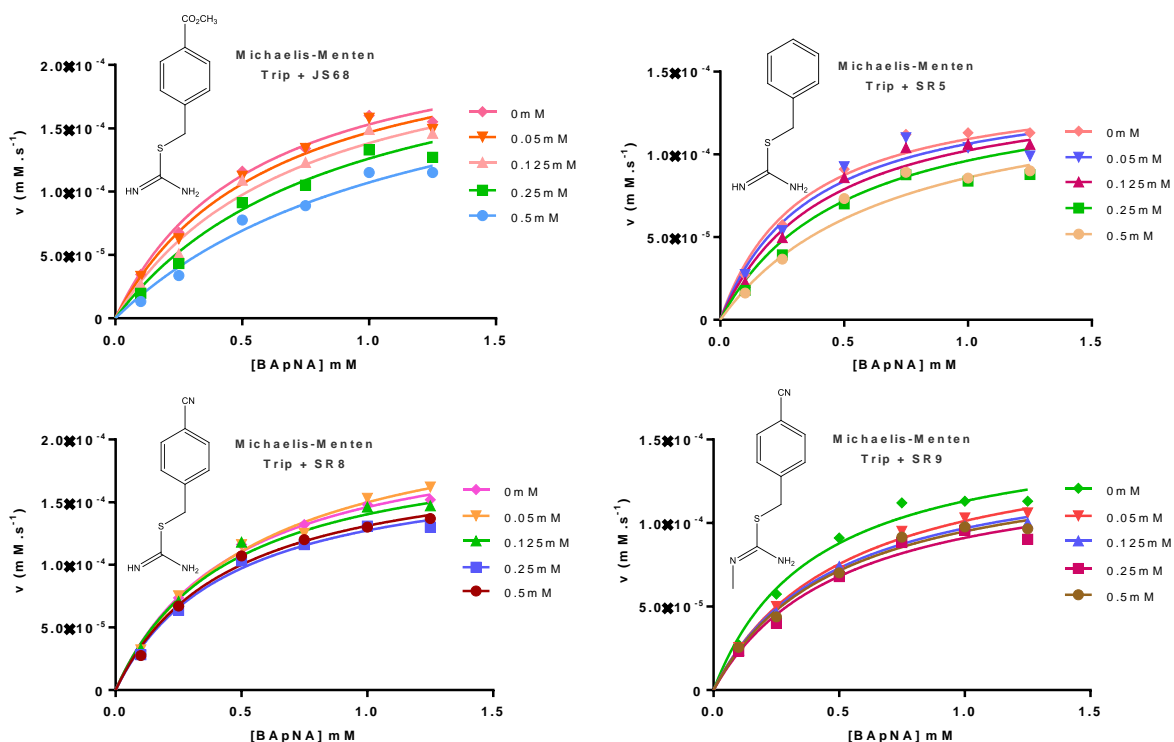 CO₂CH₃
S
HN
NH₂
Michaelis-Menten
Trip + JS68
2.0✖10⁻⁴
1.5✖10⁻⁴
1.0✖10⁻⁴
5.0✖10⁻⁵
0
v (mM.s⁻¹)
0.0 0.5 1.0 1.5
[BApNA] mM
0mM
0.05mM
0.125mM
0.25mM
0.5mM
S
HN
NH₂
Michaelis-Menten
Trip + SR5
1.5✖10⁻⁴
1.0✖10⁻⁴
5.0✖10⁻⁵
0
v (mM.s⁻¹)
0.0 0.5 1.0 1.5
[BApNA] mM
0mM
0.05mM
0.125mM
0.25mM
0.5mM
CN
S
HN
NH₂
Michaelis-Menten
Trip + SR8
2.0✖10⁻⁴
1.5✖10⁻⁴
1.0✖10⁻⁴
5.0✖10⁻⁵
0
v (mM.s⁻¹)
0.0 0.5 1.0 1.5
[BApNA] mM
0mM
0.05mM
0.125mM
0.25mM
0.5mM
CN
S
N
NH₂
Michaelis-Menten
Trip + SR9
1.5✖10⁻⁴
1.0✖10⁻⁴
5.0✖10⁻⁵
0
v (mM.s⁻¹)
0.0 0.5 1.0 1.5
[BApNA] mM
0mM
0.05mM
0.125mM
0.25mM
0.5mM